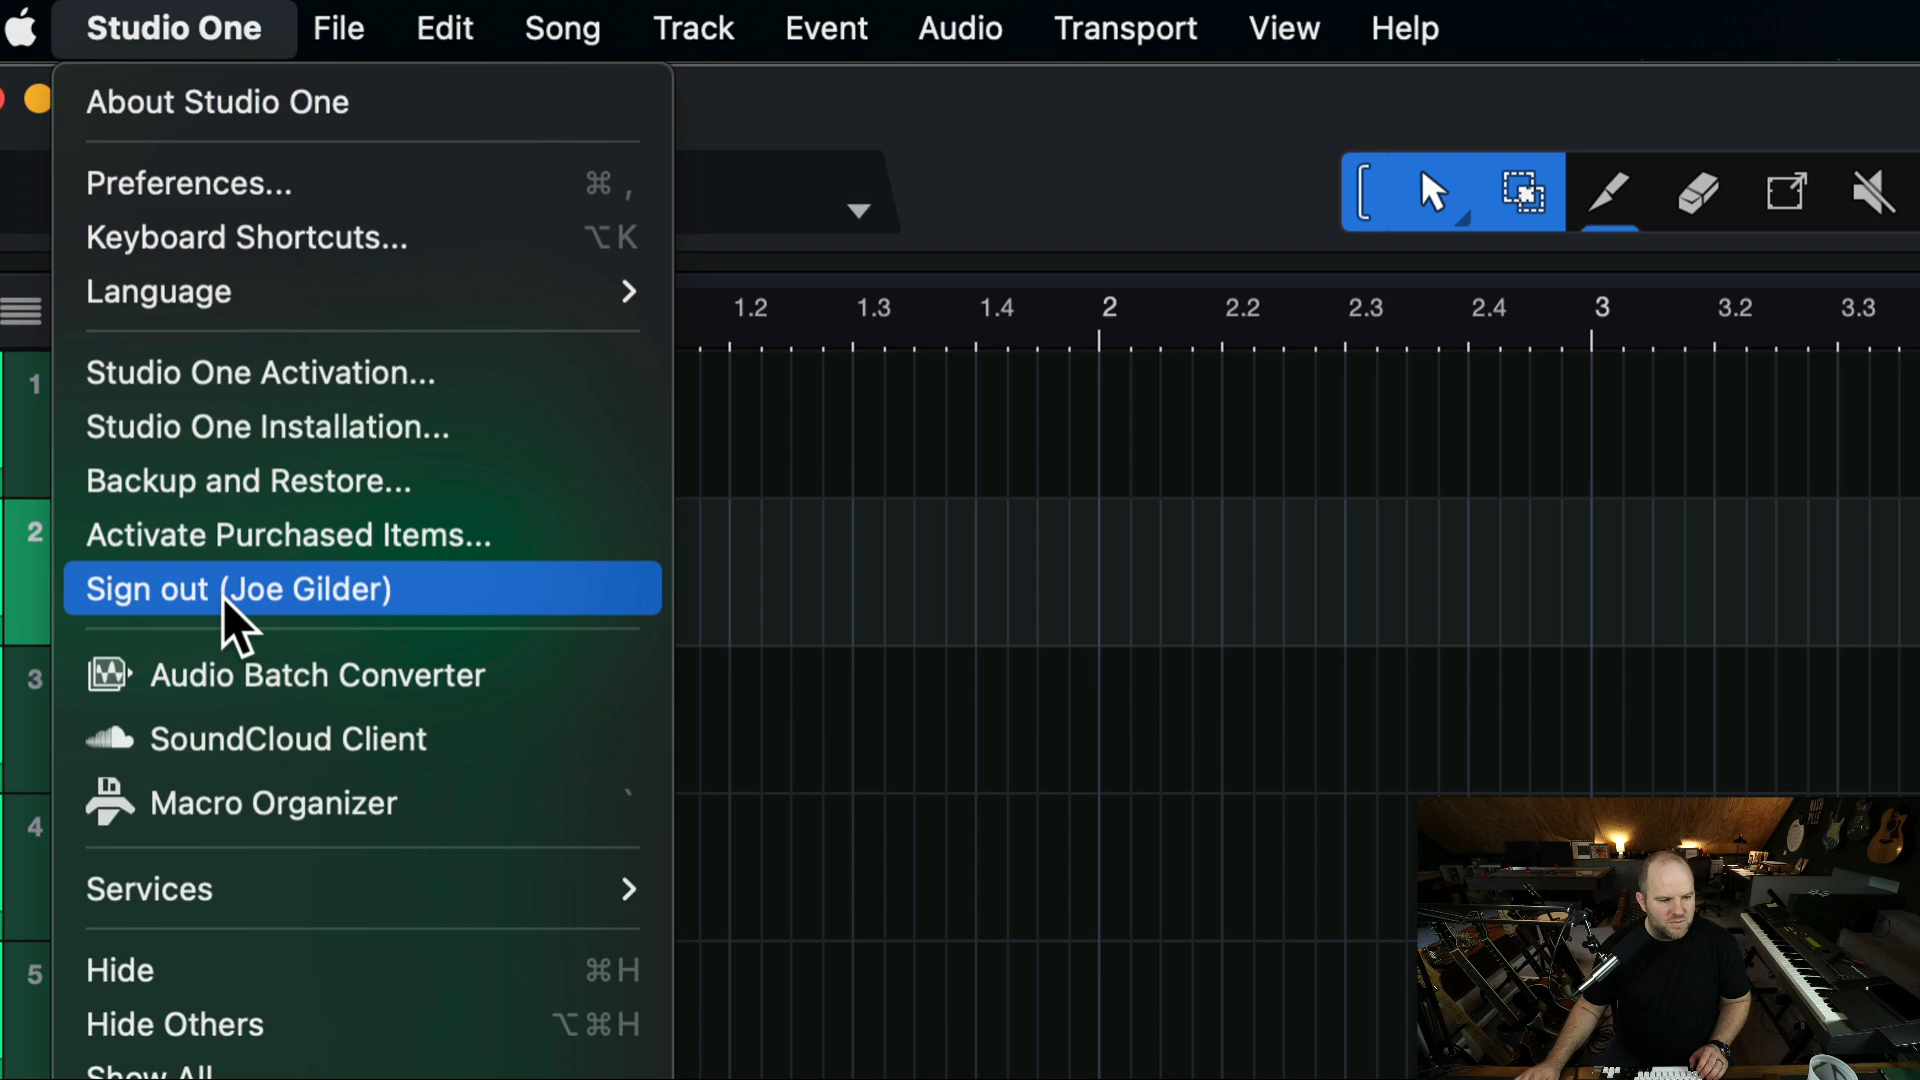 Studio One File Edit Song Track Event Audio Transport View Help
About Studio One
Preferences... ⌘ ,
Keyboard Shortcuts... ⌥ K
Language
1.2 1.3 1.4 2 2.2 2.3 2.4 3 3.2 3.3
Studio One Activation...
1
Studio One Installation...
Backup and Restore...
Activate Purchased Items...
2
Sign out (Joe Gilder)
Audio Batch Converter
3
SoundCloud Client
Macro Organizer `
4
Services
Hide ⌘ H
5
Hide Others ⌥ ⌘ H
Show All